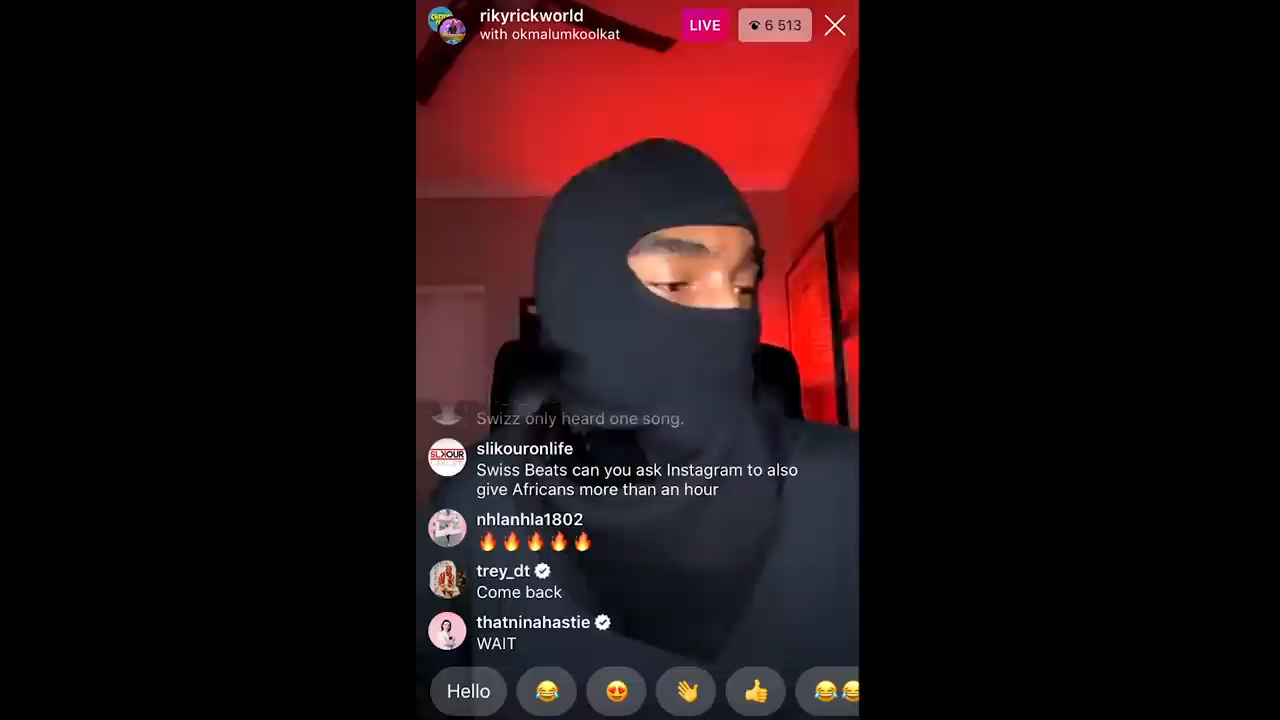 rikyrickworld
with okmalumkoolkat
LIVE
6 513
Swizz only heard one song.
slikouronlife
Swiss Beats can you ask Instagram to also
give Africans more than an hour
nhlanhla1802
trey_dt
Come back
thatninahastie
WAIT
Hello